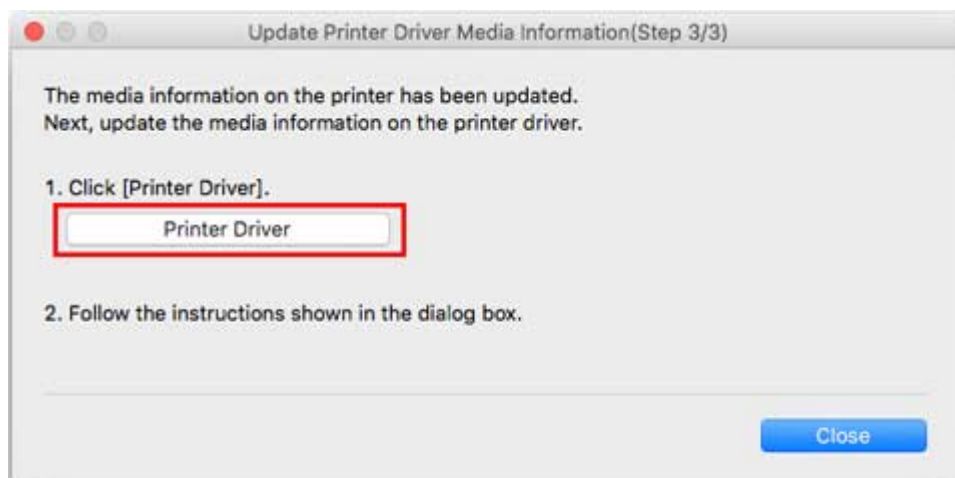 Update Printer Driver Media Information(Step 3/3)
The media information on the printer has been updated.
Next, update the media information on the printer driver.
1. Click [Printer Driver].
Printer Driver
2. Follow the instructions shown in the dialog box.
Close